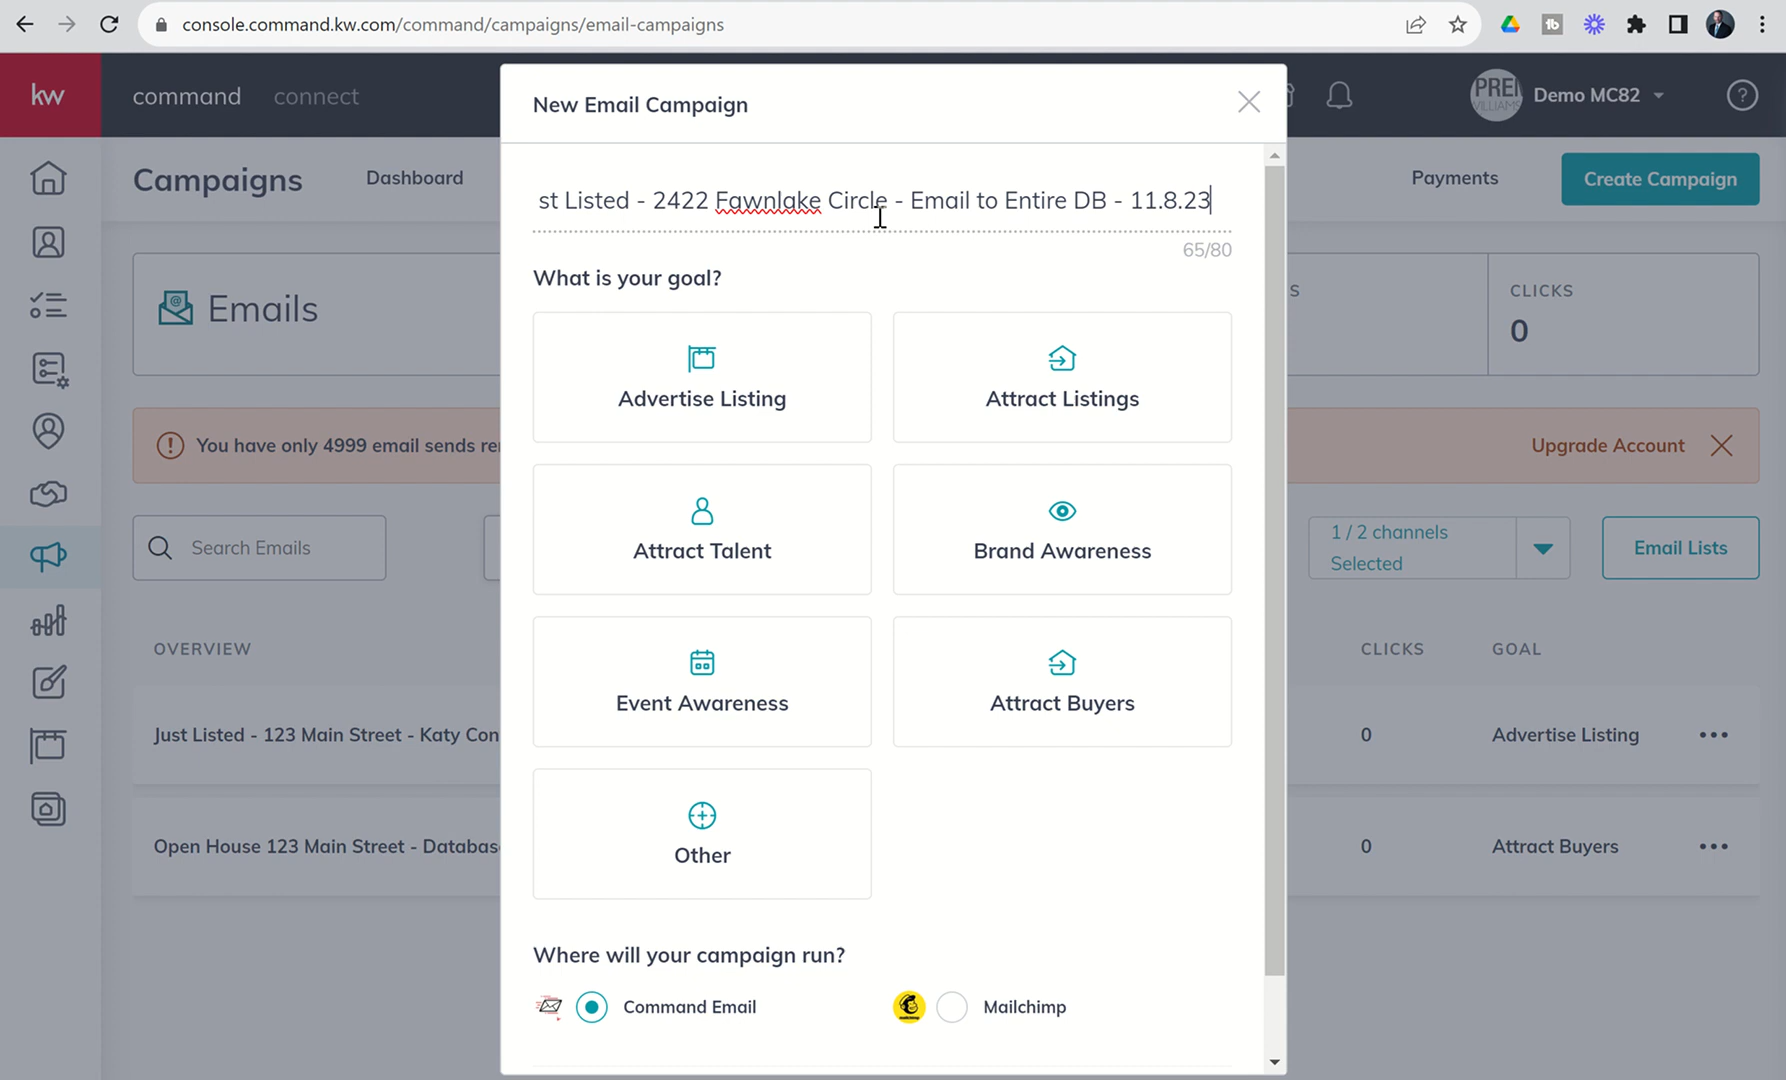 console.command.kw.com/command/campaigns/email-campaigns
kw
command
connect
Demo MC82
Campaigns
Dashboard
Payments
Create Campaign
New Email Campaign
st Listed - 2422 Fawnlake Circle - Email to Entire DB - 11.8.23
65/80
What is your goal?
Advertise Listing
Attract Listings
Attract Talent
Brand Awareness
Event Awareness
Attract Buyers
Other
Where will your campaign run?
Command Email
Mailchimp
Emails
S
CLICKS
0
You have only 4999 email sends re
Upgrade Account
Search Emails
1 / 2 channels
Selected
Email Lists
OVERVIEW
CLICKS
GOAL
Just Listed - 123 Main Street - Katy Con
0
Advertise Listing
Open House 123 Main Street - Databas
0
Attract Buyers